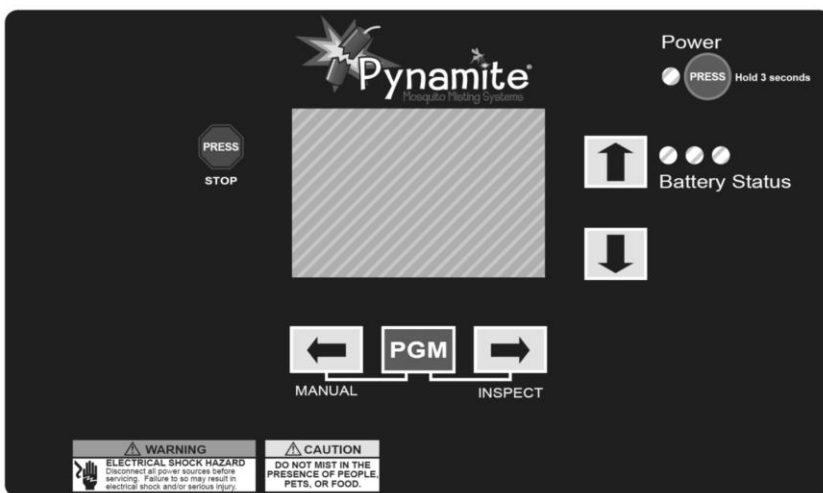 Pynamite®
Mosquito Misting Systems
Power
PRESS
Hold 3 seconds
PRESS
STOP
Battery Status
PGM
MANUAL
INSPECT
WARNING
ELECTRICAL SHOCK HAZARD
Disconnect all power sources before
servicing. Failure to so may result in
electrical shock and/or serious injury.
CAUTION
DO NOT MIST IN THE
PRESENCE OF PEOPLE,
PETS, OR FOOD.